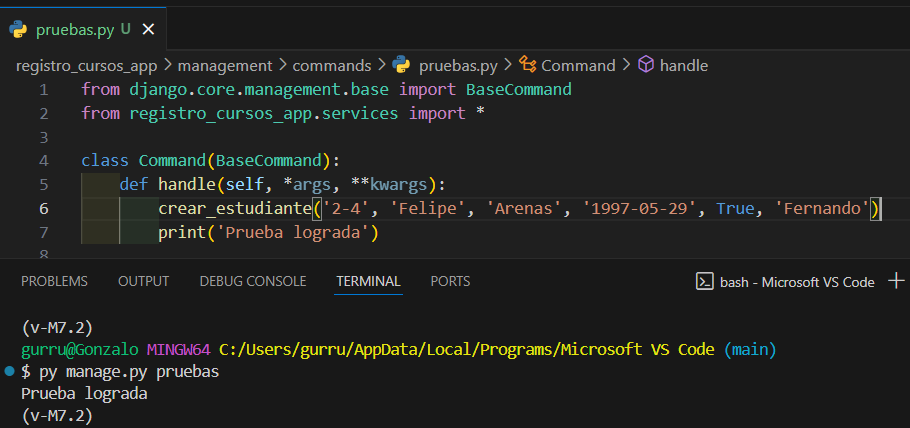 pruebas.py U
registro_cursos_app > management > commands > pruebas.py > Command > handle
1 from django.core.management.base import BaseCommand
2 from registro_cursos_app.services import *
3
4 class Command(BaseCommand):
5     def handle(self, *args, **kwargs):
6         crear_estudiante('2-4', 'Felipe', 'Arenas', '1997-05-29', True, 'Fernando')
7         print('Prueba lograda')
8
PROBLEMS OUTPUT DEBUG CONSOLE TERMINAL PORTS bash - Microsoft VS Code
(v-M7.2)
gurru@Gonzalo MINGW64 C:/Users/gurru/AppData/Local/Programs/Microsoft VS Code (main)
$ py manage.py pruebas
Prueba lograda
(v-M7.2)